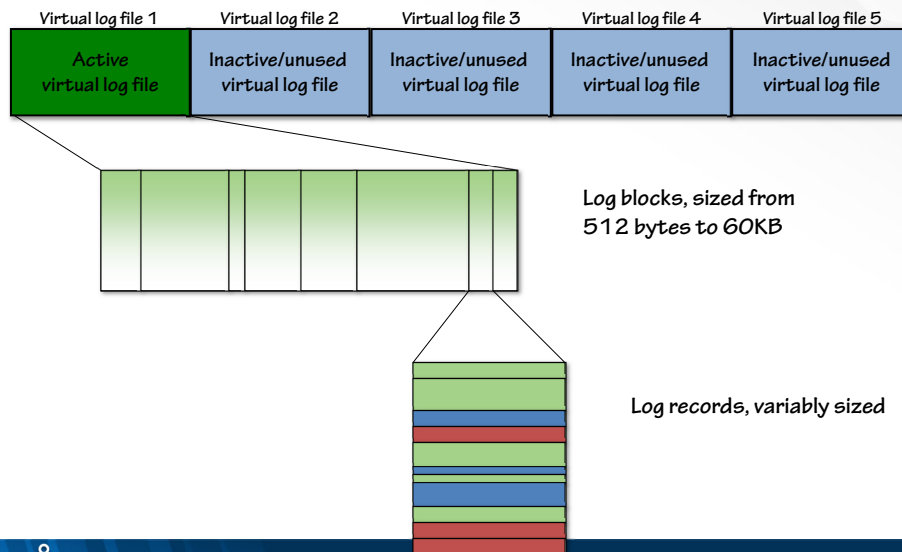 Virtual log file 1 Virtual log file 2 Virtual log file 3 Virtual log file 4 Virtual log file 5
Active
virtual log file
Inactive/unused
virtual log file
Inactive/unused
virtual log file
Inactive/unused
virtual log file
Inactive/unused
virtual log file
Log blocks, sized from
512 bytes to 60KB
Log records, variably sized